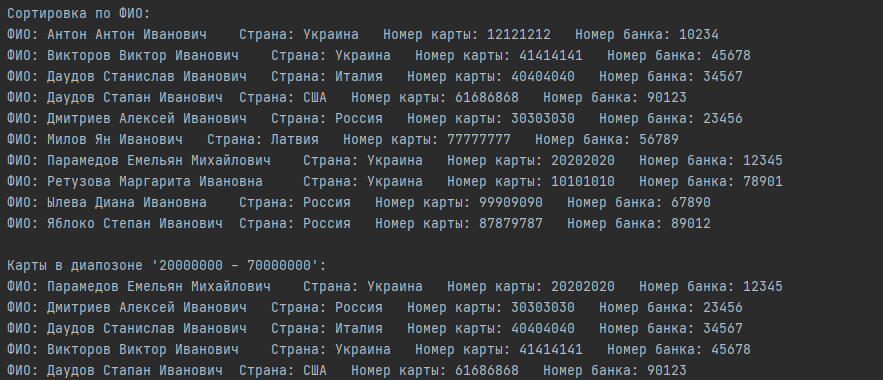 Сортировка по ФИО:
ФИО: Антон Антон Иванович    Страна: Украина   Номер карты: 12121212   Номер банка: 10234
ФИО: Викторов Виктор Иванович    Страна: Украина   Номер карты: 41414141   Номер банка: 45678
ФИО: Даудов Станислав Иванович   Страна: Италия   Номер карты: 40404040   Номер банка: 34567
ФИО: Даудов Стапан Иванович  Страна: США   Номер карты: 61686868   Номер банка: 90123
ФИО: Дмитриев Алексей Иванович   Страна: Россия   Номер карты: 30303030   Номер банка: 23456
ФИО: Милов Ян Иванович   Страна: Латвия   Номер карты: 77777777   Номер банка: 56789
ФИО: Парамедов Емельян Михайлович    Страна: Украина   Номер карты: 20202020   Номер банка: 12345
ФИО: Ретузова Маргарита Ивановна     Страна: Украина   Номер карты: 10101010   Номер банка: 78901
ФИО: Ылева Диана Ивановна    Страна: Россия   Номер карты: 99909090   Номер банка: 67890
ФИО: Яблоко Степан Иванович  Страна: Россия   Номер карты: 87879787   Номер банка: 89012

Карты в диапозоне '20000000 - 70000000':
ФИО: Парамедов Емельян Михайлович    Страна: Украина   Номер карты: 20202020   Номер банка: 12345
ФИО: Дмитриев Алексей Иванович   Страна: Россия   Номер карты: 30303030   Номер банка: 23456
ФИО: Даудов Станислав Иванович   Страна: Италия   Номер карты: 40404040   Номер банка: 34567
ФИО: Викторов Виктор Иванович    Страна: Украина   Номер карты: 41414141   Номер банка: 45678
ФИО: Даудов Стапан Иванович  Страна: США   Номер карты: 61686868   Номер банка: 90123